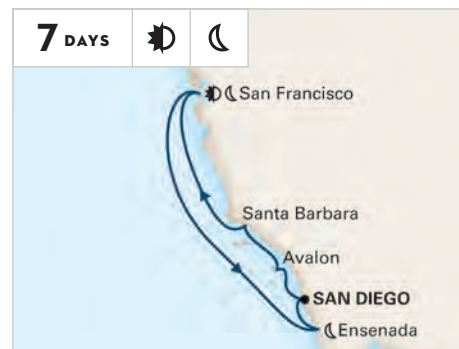 7 DAYS
San Francisco
Santa Barbara
Avalon
SAN DIEGO
Ensenada